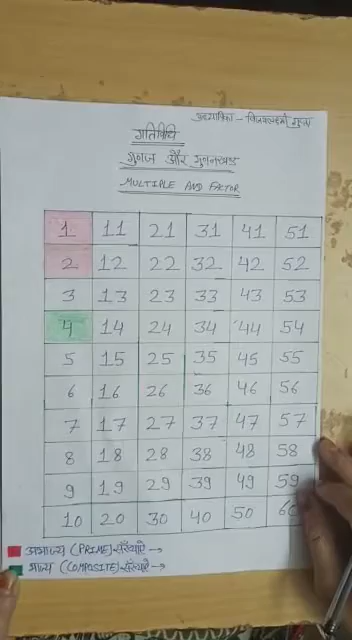 अध्यापिका - विजयलक्ष्मी
गतिविधि
गुणज और गुणनखण्ड
MULTIPLE AND FACTOR
1 11 21 31 41 51
2 12 22 32 42 52
3 13 23 33 43 53
4 14 24 34 44 54
5 15 25 35 45 55
6 16 26 36 46 56
7 17 27 37 47 57
8 18 28 38 48 58
9 19 29 39 49 59
10 20 30 40 50 60
अभाज्य (PRIME) संख्याएँ →
भाज्य (COMPOSITE) संख्याएँ →